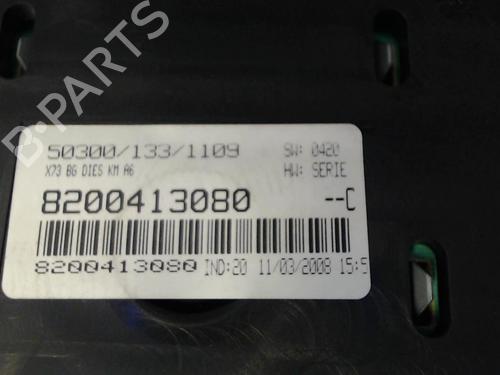 B-PARTS
50300/133/1109 SW: 0420
X73 BG DIES KM A6 HW: SERIE
8200413080 --C
8200413080 IND:20 11/03/2008 15:5